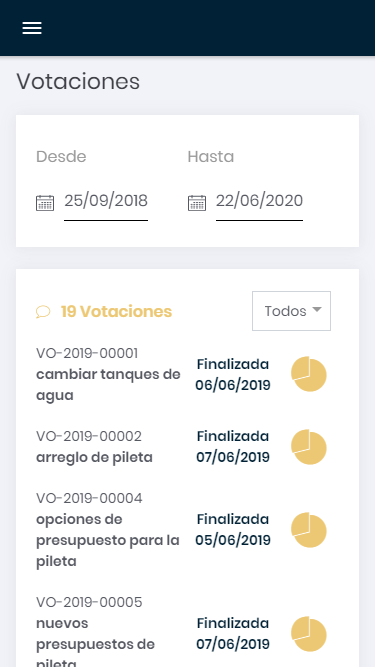 Votaciones
Desde
Hasta
25/09/2018
22/06/2020
19 Votaciones
Todos
VO-2019-00001
cambiar tanques de
agua
Finalizada
06/06/2019
VO-2019-00002
arreglo de pileta
Finalizada
07/06/2019
VO-2019-00004
opciones de
presupuesto para la
pileta
Finalizada
05/06/2019
VO-2019-00005
nuevos
presupuestos de
pileta
Finalizada
07/06/2019